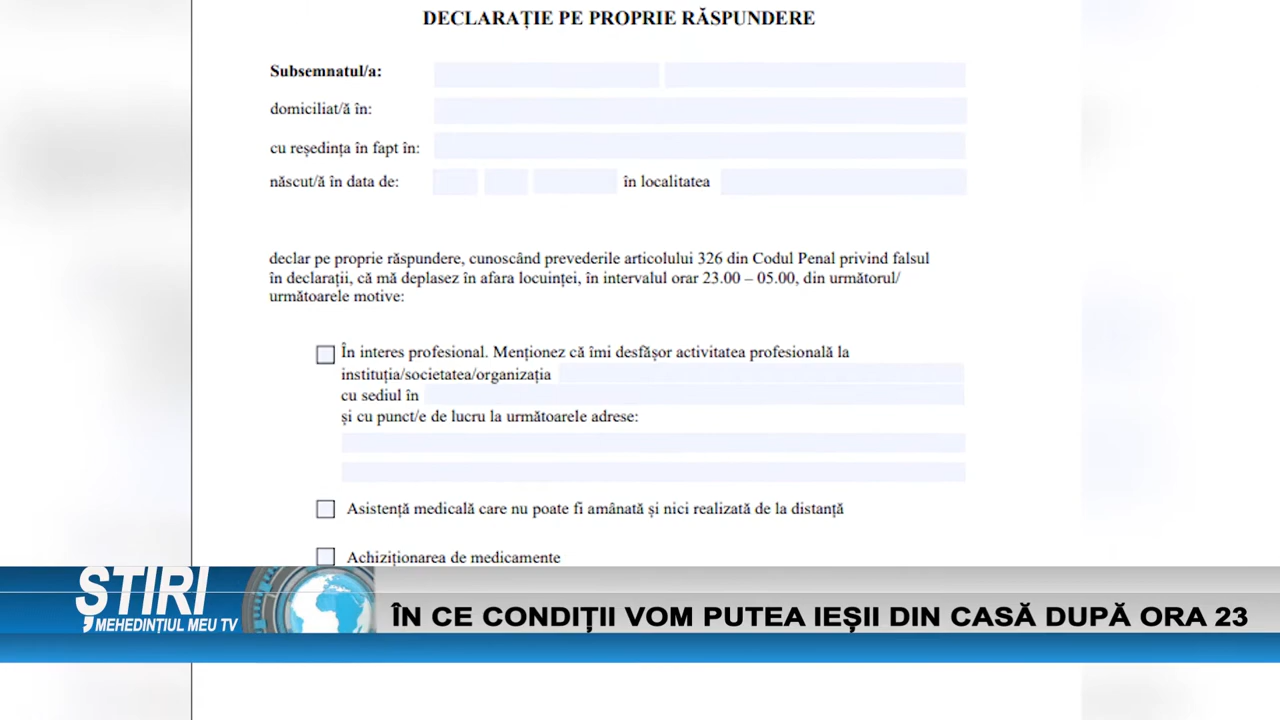 DECLARAȚIE PE PROPRIE RĂSPUNDERE
Subsemnatul/a:
domiciliat/ă în:
cu reședința în fapt în:
născut/ă în data de: în localitatea
declar pe proprie răspundere, cunoscând prevederile articolului 326 din Codul Penal privind falsul
în declarații, că mă deplasez în afara locuinței, în intervalul orar 23.00 – 05.00, din următorul/
următoarele motive:
În interes profesional. Menționez că îmi desfășor activitatea profesională la
instituția/societatea/organizația
cu sediul în
și cu punct/e de lucru la următoarele adrese:
Asistență medicală care nu poate fi amânată și nici realizată de la distanță
Achiziționarea de medicamente
ȘTIRI
MEHEDINȚIUL MEU TV
ÎN CE CONDIȚII VOM PUTEA IEȘII DIN CASĂ DUPĂ ORA 23